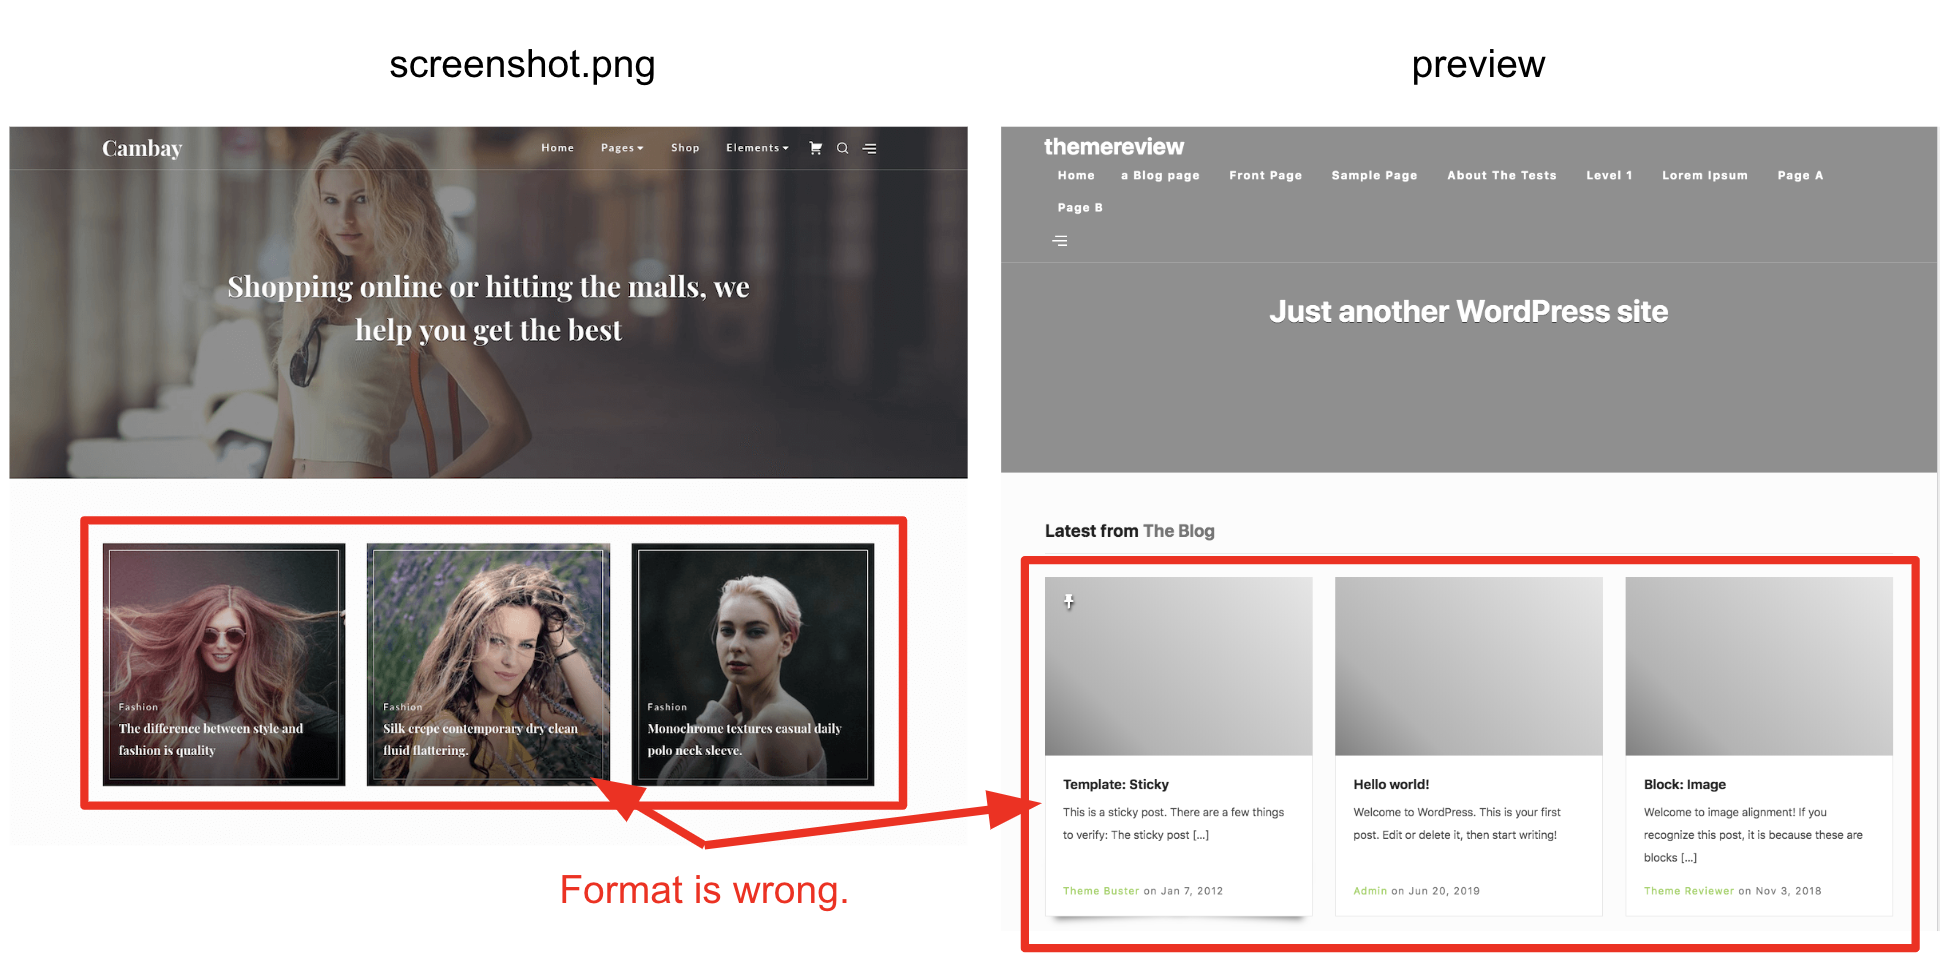 screenshot.png
preview
Cambay
Home Pages Shop Elements
Shopping online or hitting the malls, we
help you get the best
Fashion
The difference between style and
fashion is quality
Fashion
Silk crepe contemporary dry clean
fluid flattering.
Fashion
Monochrome textures casual daily
polo neck sleeve.
themereview
Home a Blog page Front Page Sample Page About The Tests Level 1 Lorem Ipsum Page A
Page B
Just another WordPress site
Latest from The Blog
Template: Sticky
This is a sticky post. There are a few things
to verify: The sticky post [...]
Theme Buster on Jan 7, 2012
Hello world!
Welcome to WordPress. This is your first
post. Edit or delete it, then start writing!
Admin on Jun 20, 2019
Block: Image
Welcome to image alignment! If you
recognize this post, it is because these are
blocks [...]
Theme Reviewer on Nov 3, 2018
Format is wrong.